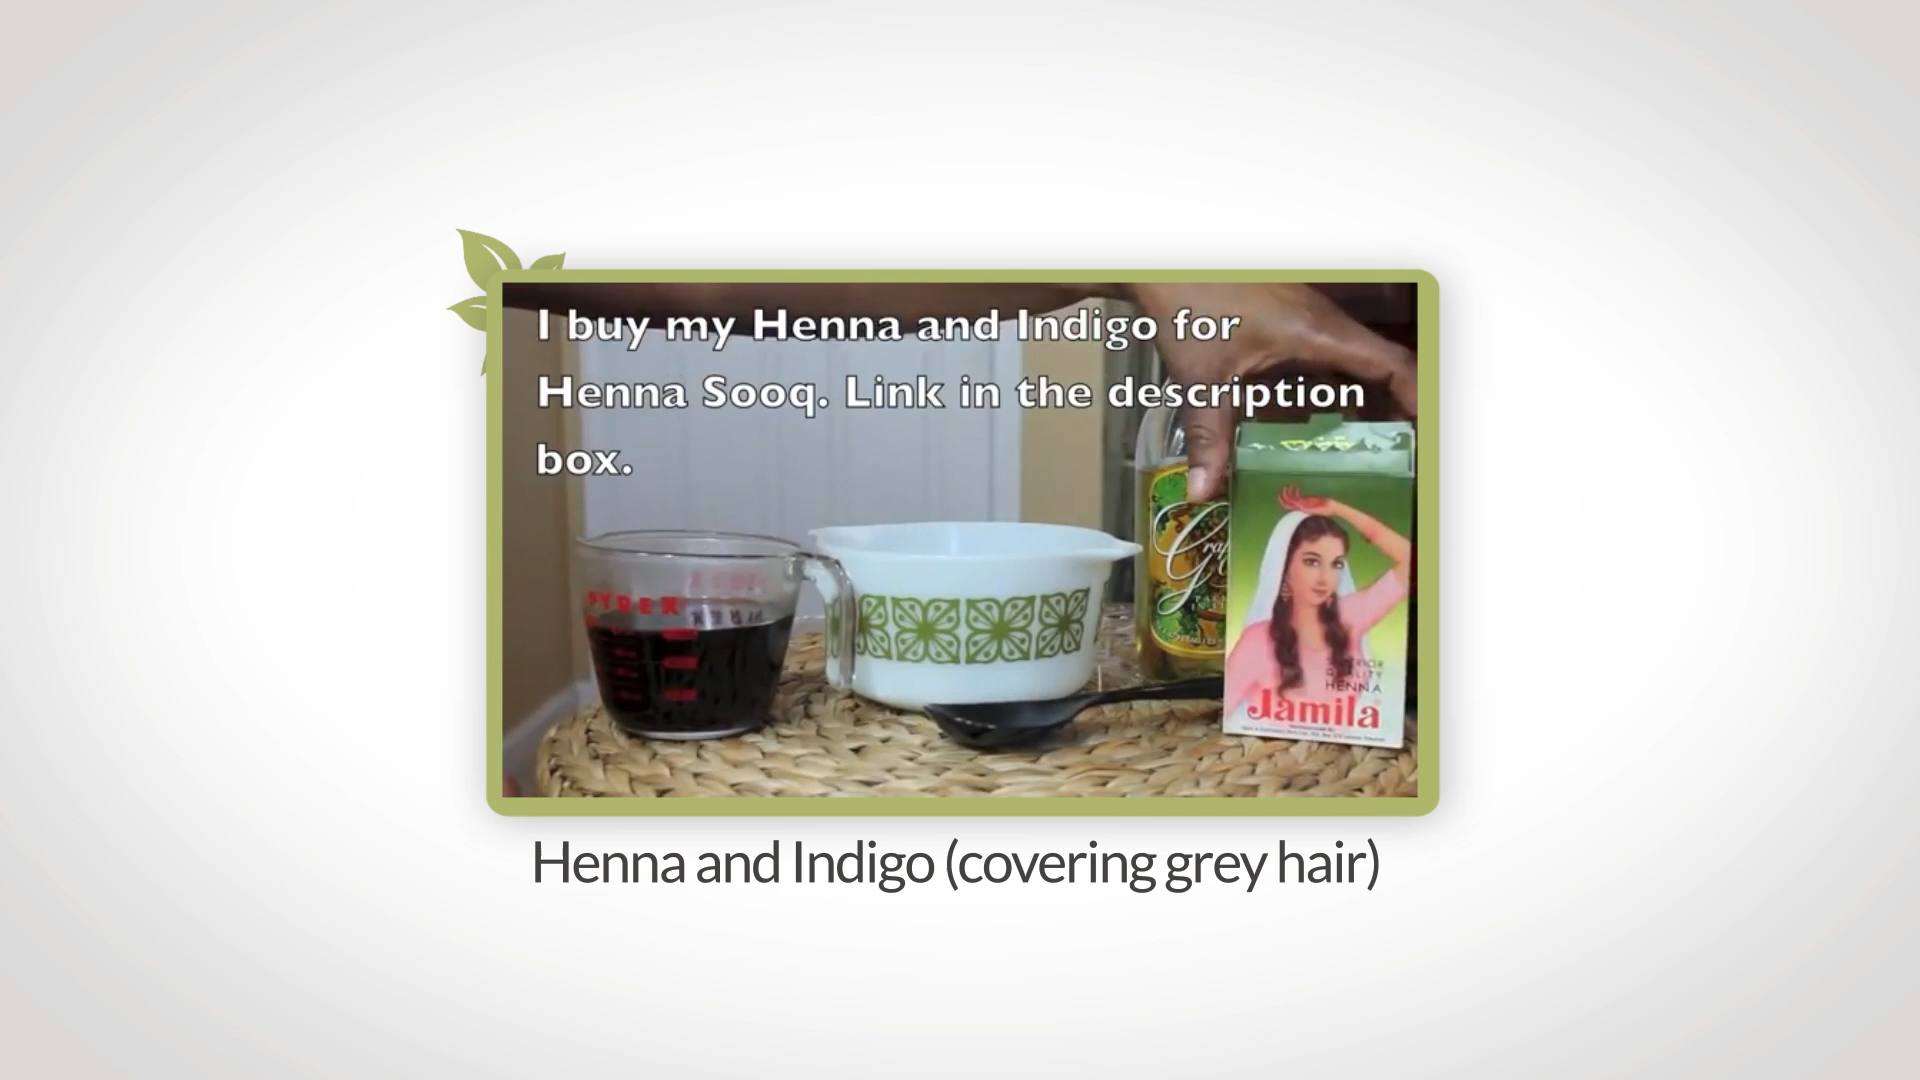 I buy my Henna and Indigo for
Henna Sooq. Link in the description
box.
PYREX
HENNA
Jamila
Henna and Indigo (covering grey hair)